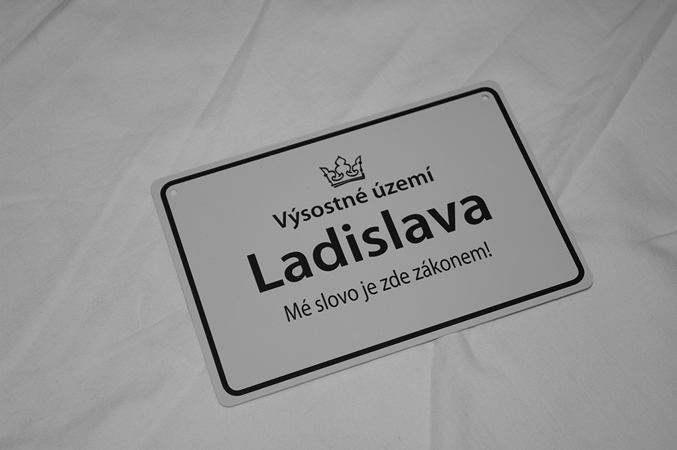 Výsostné území
Ladislava
Mé slovo je zde zákonem!